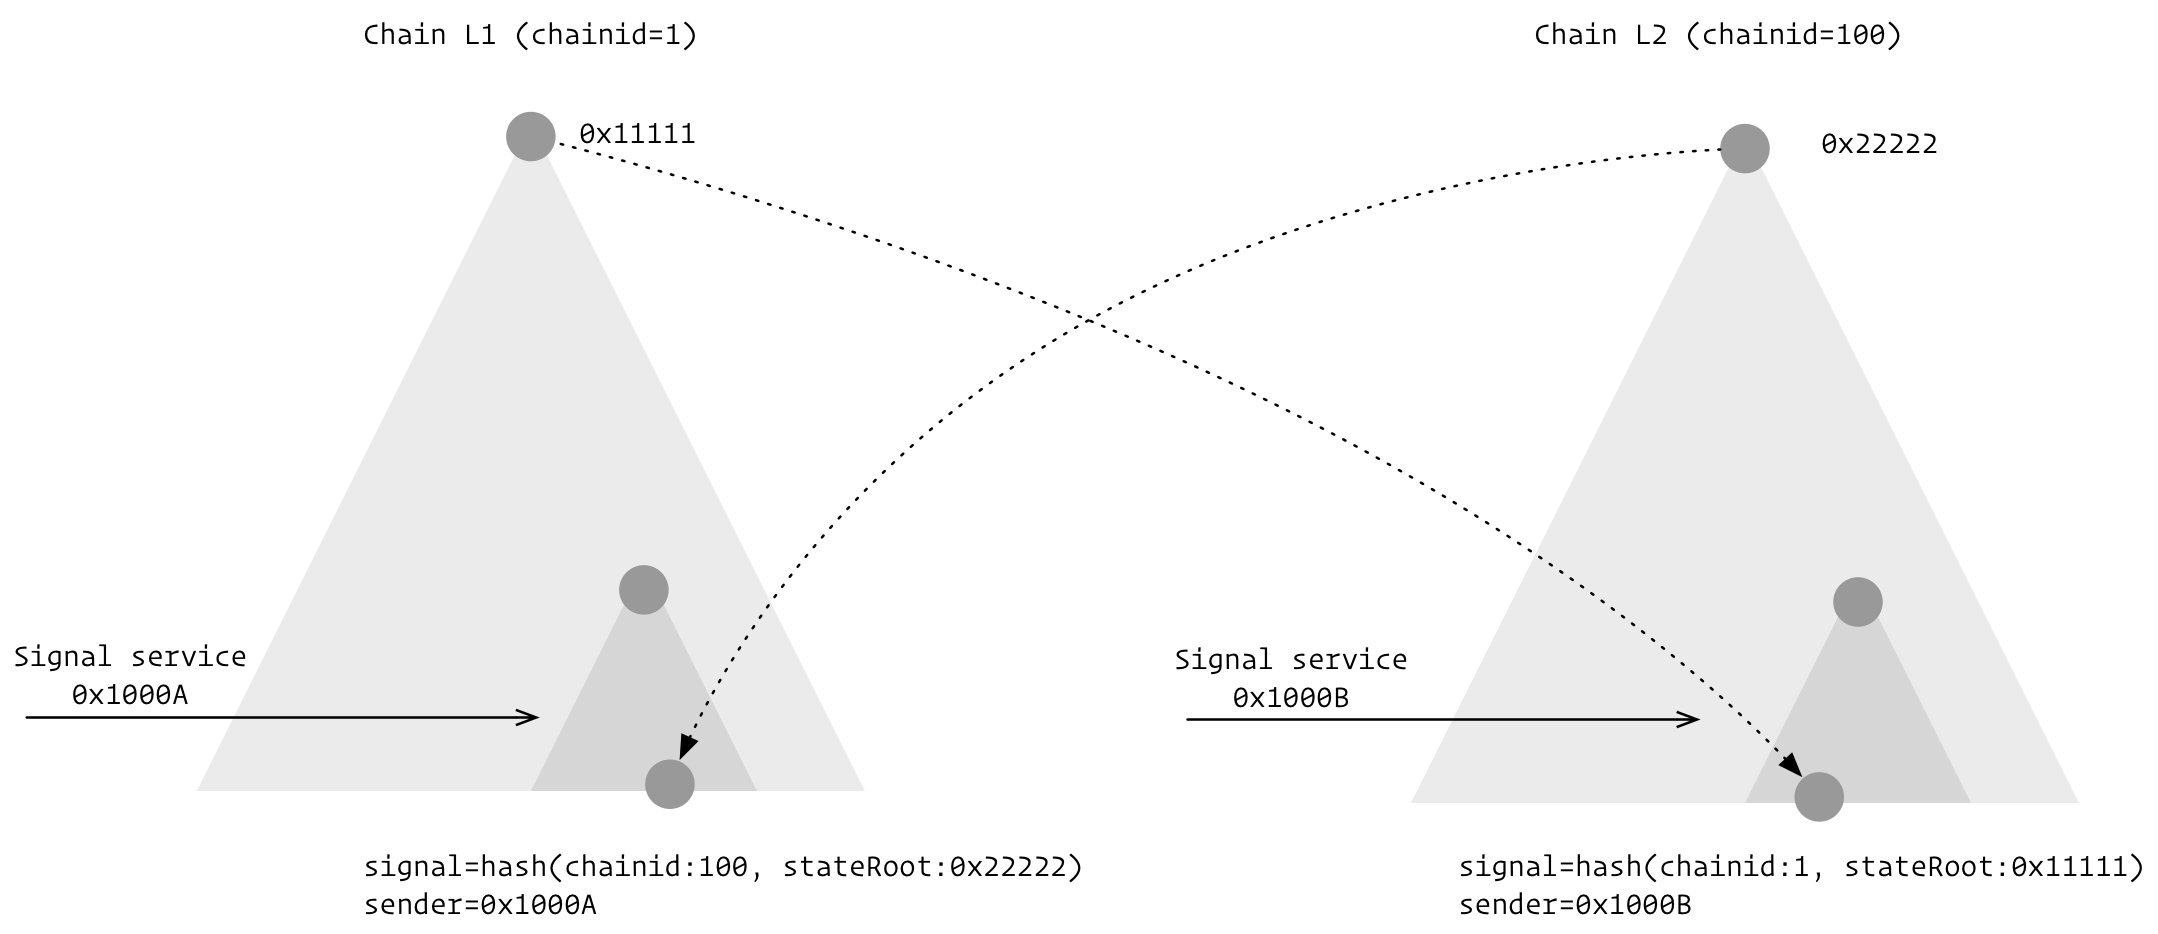 Chain L1 (chainid=1)
Chain L2 (chainid=100)
0x11111
0x22222
Signal service
0x1000A
Signal service
0x1000B
signal=hash(chainid:100, stateRoot:0x22222)
sender=0x1000A
signal=hash(chainid:1, stateRoot:0x11111)
sender=0x1000B